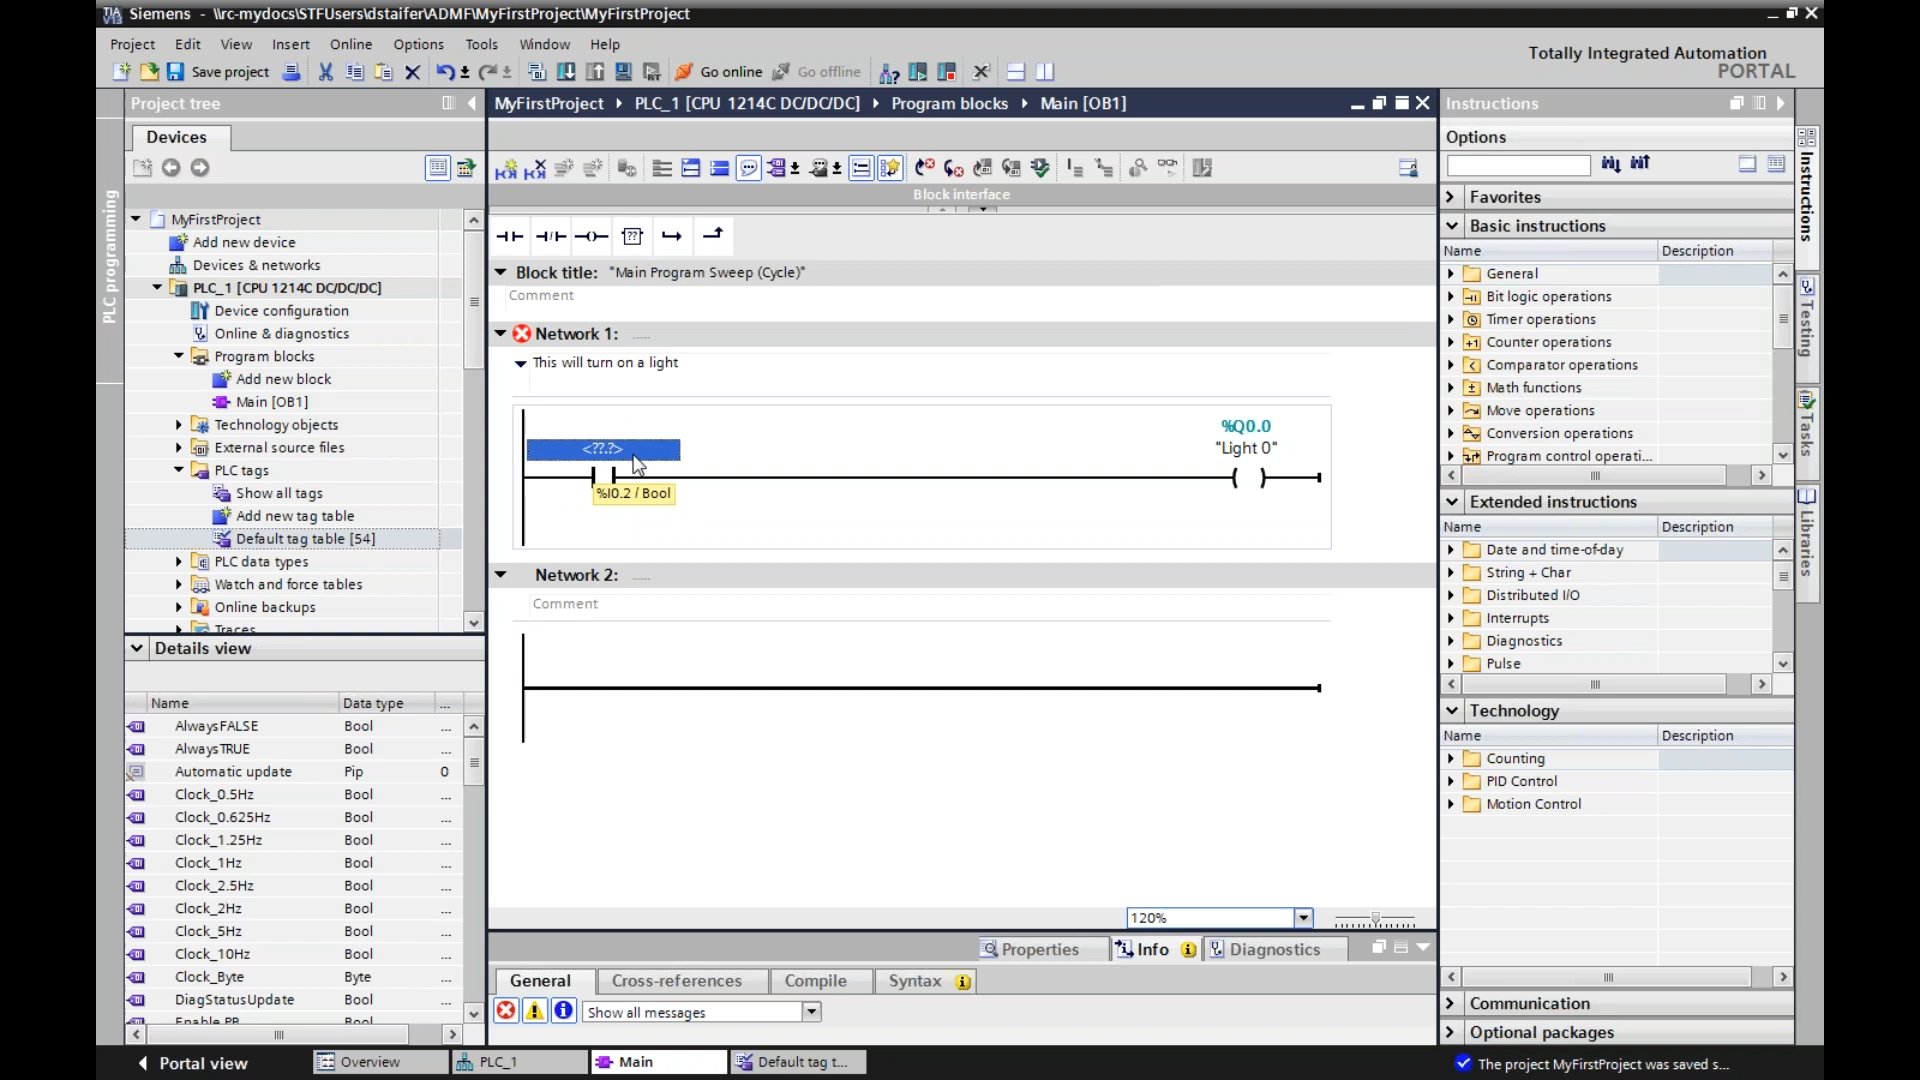 Siemens - \\rc-mydocs\STFUsers\dstaifer\ADMF\MyFirstProject\MyFirstProject
Project Edit View Insert Online Options Tools Window Help
Totally Integrated Automation
PORTAL
Save project Go online Go offline
Project tree
MyFirstProject PLC_1 [CPU 1214C DC/DC/DC] Program blocks Main [OB1]
Instructions
Devices
Options
PLC programming
Block interface
MyFirstProject
Add new device
Devices & networks
PLC_1 [CPU 1214C DC/DC/DC]
Device configuration
Online & diagnostics
Program blocks
Add new block
Main [OB1]
Technology objects
External source files
PLC tags
Show all tags
Add new tag table
Default tag table [54]
PLC data types
Watch and force tables
Online backups
Traces
Details view
Name Data type ...
AlwaysFALSE Bool ...
AlwaysTRUE Bool ...
Automatic update Pip 0
Clock_0.5Hz Bool ...
Clock_0.625Hz Bool ...
Clock_1.25Hz Bool ...
Clock_1Hz Bool ...
Clock_2.5Hz Bool ...
Clock_2Hz Bool ...
Clock_5Hz Bool ...
Clock_10Hz Bool ...
Clock_Byte Byte ...
DiagStatusUpdate Bool ...
Enable PB Bool
Block title: "Main Program Sweep (Cycle)"
Comment
Network 1: .....
This will turn on a light
%Q0.0
"Light 0"
<??.?>
%I0.2 / Bool
Network 2: .....
Comment
120%
Properties Info Diagnostics
General Cross-references Compile Syntax
Show all messages
Favorites
Basic instructions
Name Description
General
Bit logic operations
Timer operations
Counter operations
Comparator operations
Math functions
Move operations
Conversion operations
Program control operati...
Extended instructions
Name Description
Date and time-of-day
String + Char
Distributed I/O
Interrupts
Diagnostics
Pulse
Technology
Name Description
Counting
PID Control
Motion Control
Communication
Optional packages
Instructions
Testing
Tasks
Libraries
Portal view Overview PLC_1 Main Default tag t...
The project MyFirstProject was saved s...